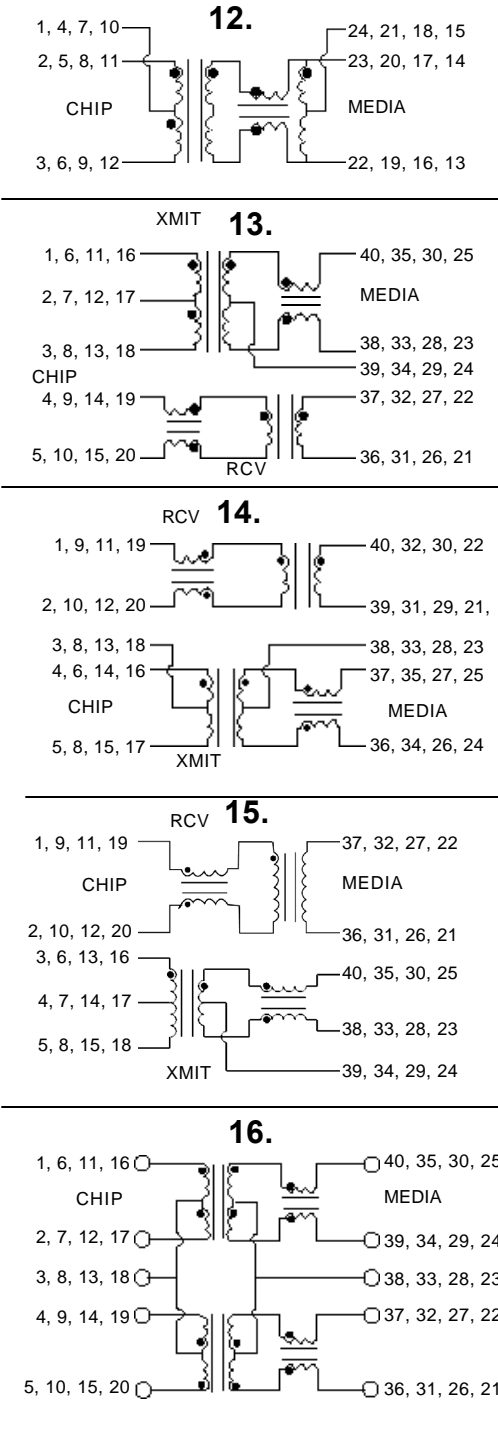 12.
1, 4, 7, 10
24, 21, 18, 15
2, 5, 8, 11
23, 20, 17, 14
CHIP
MEDIA
3, 6, 9, 12
22, 19, 16, 13
XMIT
13.
1, 6, 11, 16
40, 35, 30, 25
2, 7, 12, 17
MEDIA
3, 8, 13, 18
38, 33, 28, 23
39, 34, 29, 24
CHIP
4, 9, 14, 19
37, 32, 27, 22
5, 10, 15, 20
36, 31, 26, 21
RCV
RCV
14.
1, 9, 11, 19
40, 32, 30, 22
2, 10, 12, 20
39, 31, 29, 21,
3, 8, 13, 18
38, 33, 28, 23
4, 6, 14, 16
37, 35, 27, 25
CHIP
MEDIA
5, 8, 15, 17
36, 34, 26, 24
XMIT
RCV
15.
1, 9, 11, 19
37, 32, 27, 22
CHIP
MEDIA
2, 10, 12, 20
36, 31, 26, 21
3, 6, 13, 16
40, 35, 30, 25
4, 7, 14, 17
5, 8, 15, 18
38, 33, 28, 23
XMIT
39, 34, 29, 24
16.
1, 6, 11, 16
40, 35, 30, 25
CHIP
MEDIA
2, 7, 12, 17
39, 34, 29, 24
3, 8, 13, 18
38, 33, 28, 23
4, 9, 14, 19
37, 32, 27, 22
5, 10, 15, 20
36, 31, 26, 21